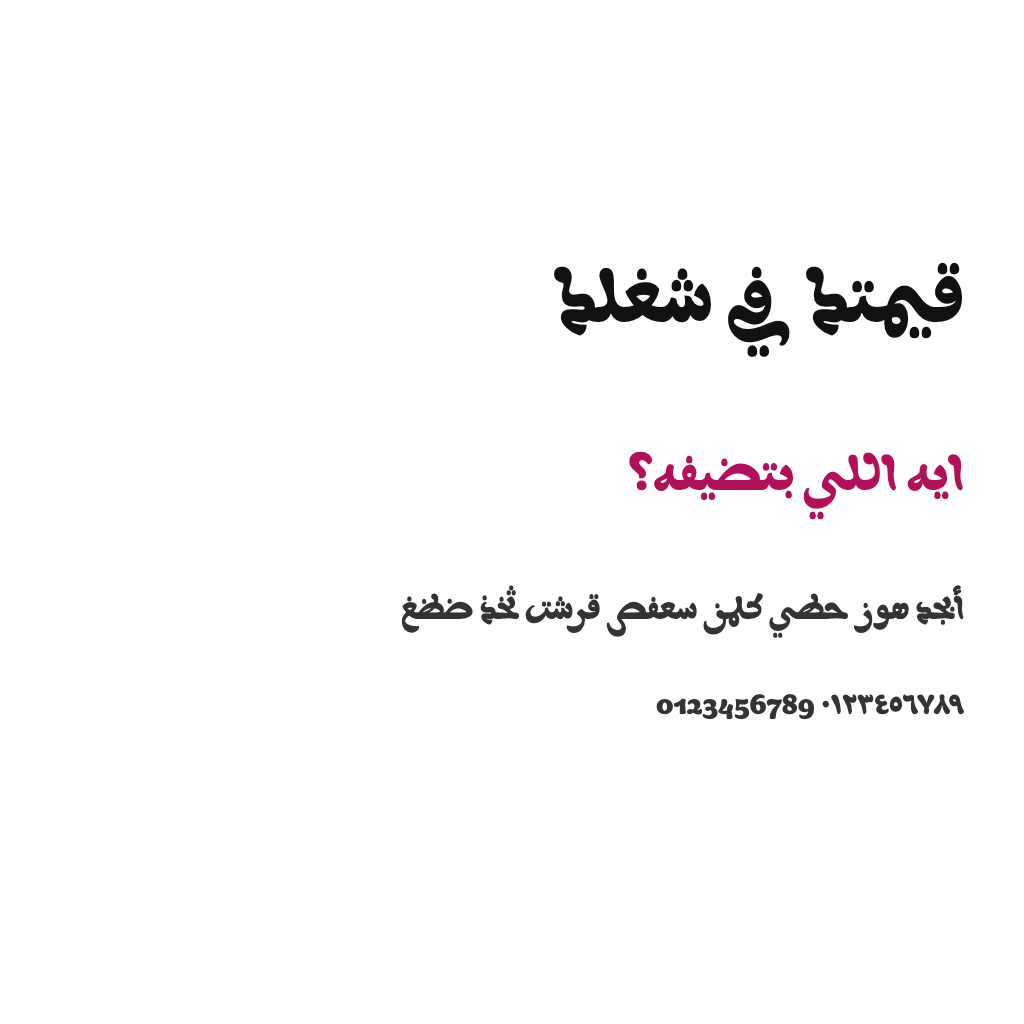 قيمتك في شغلك
ايه اللي بتضيفه؟
أبجد هوز حطي كلمن سعفص قرشت ثخذ ضظغ
٠١٢٣٤٥٦٧٨٩ 0123456789